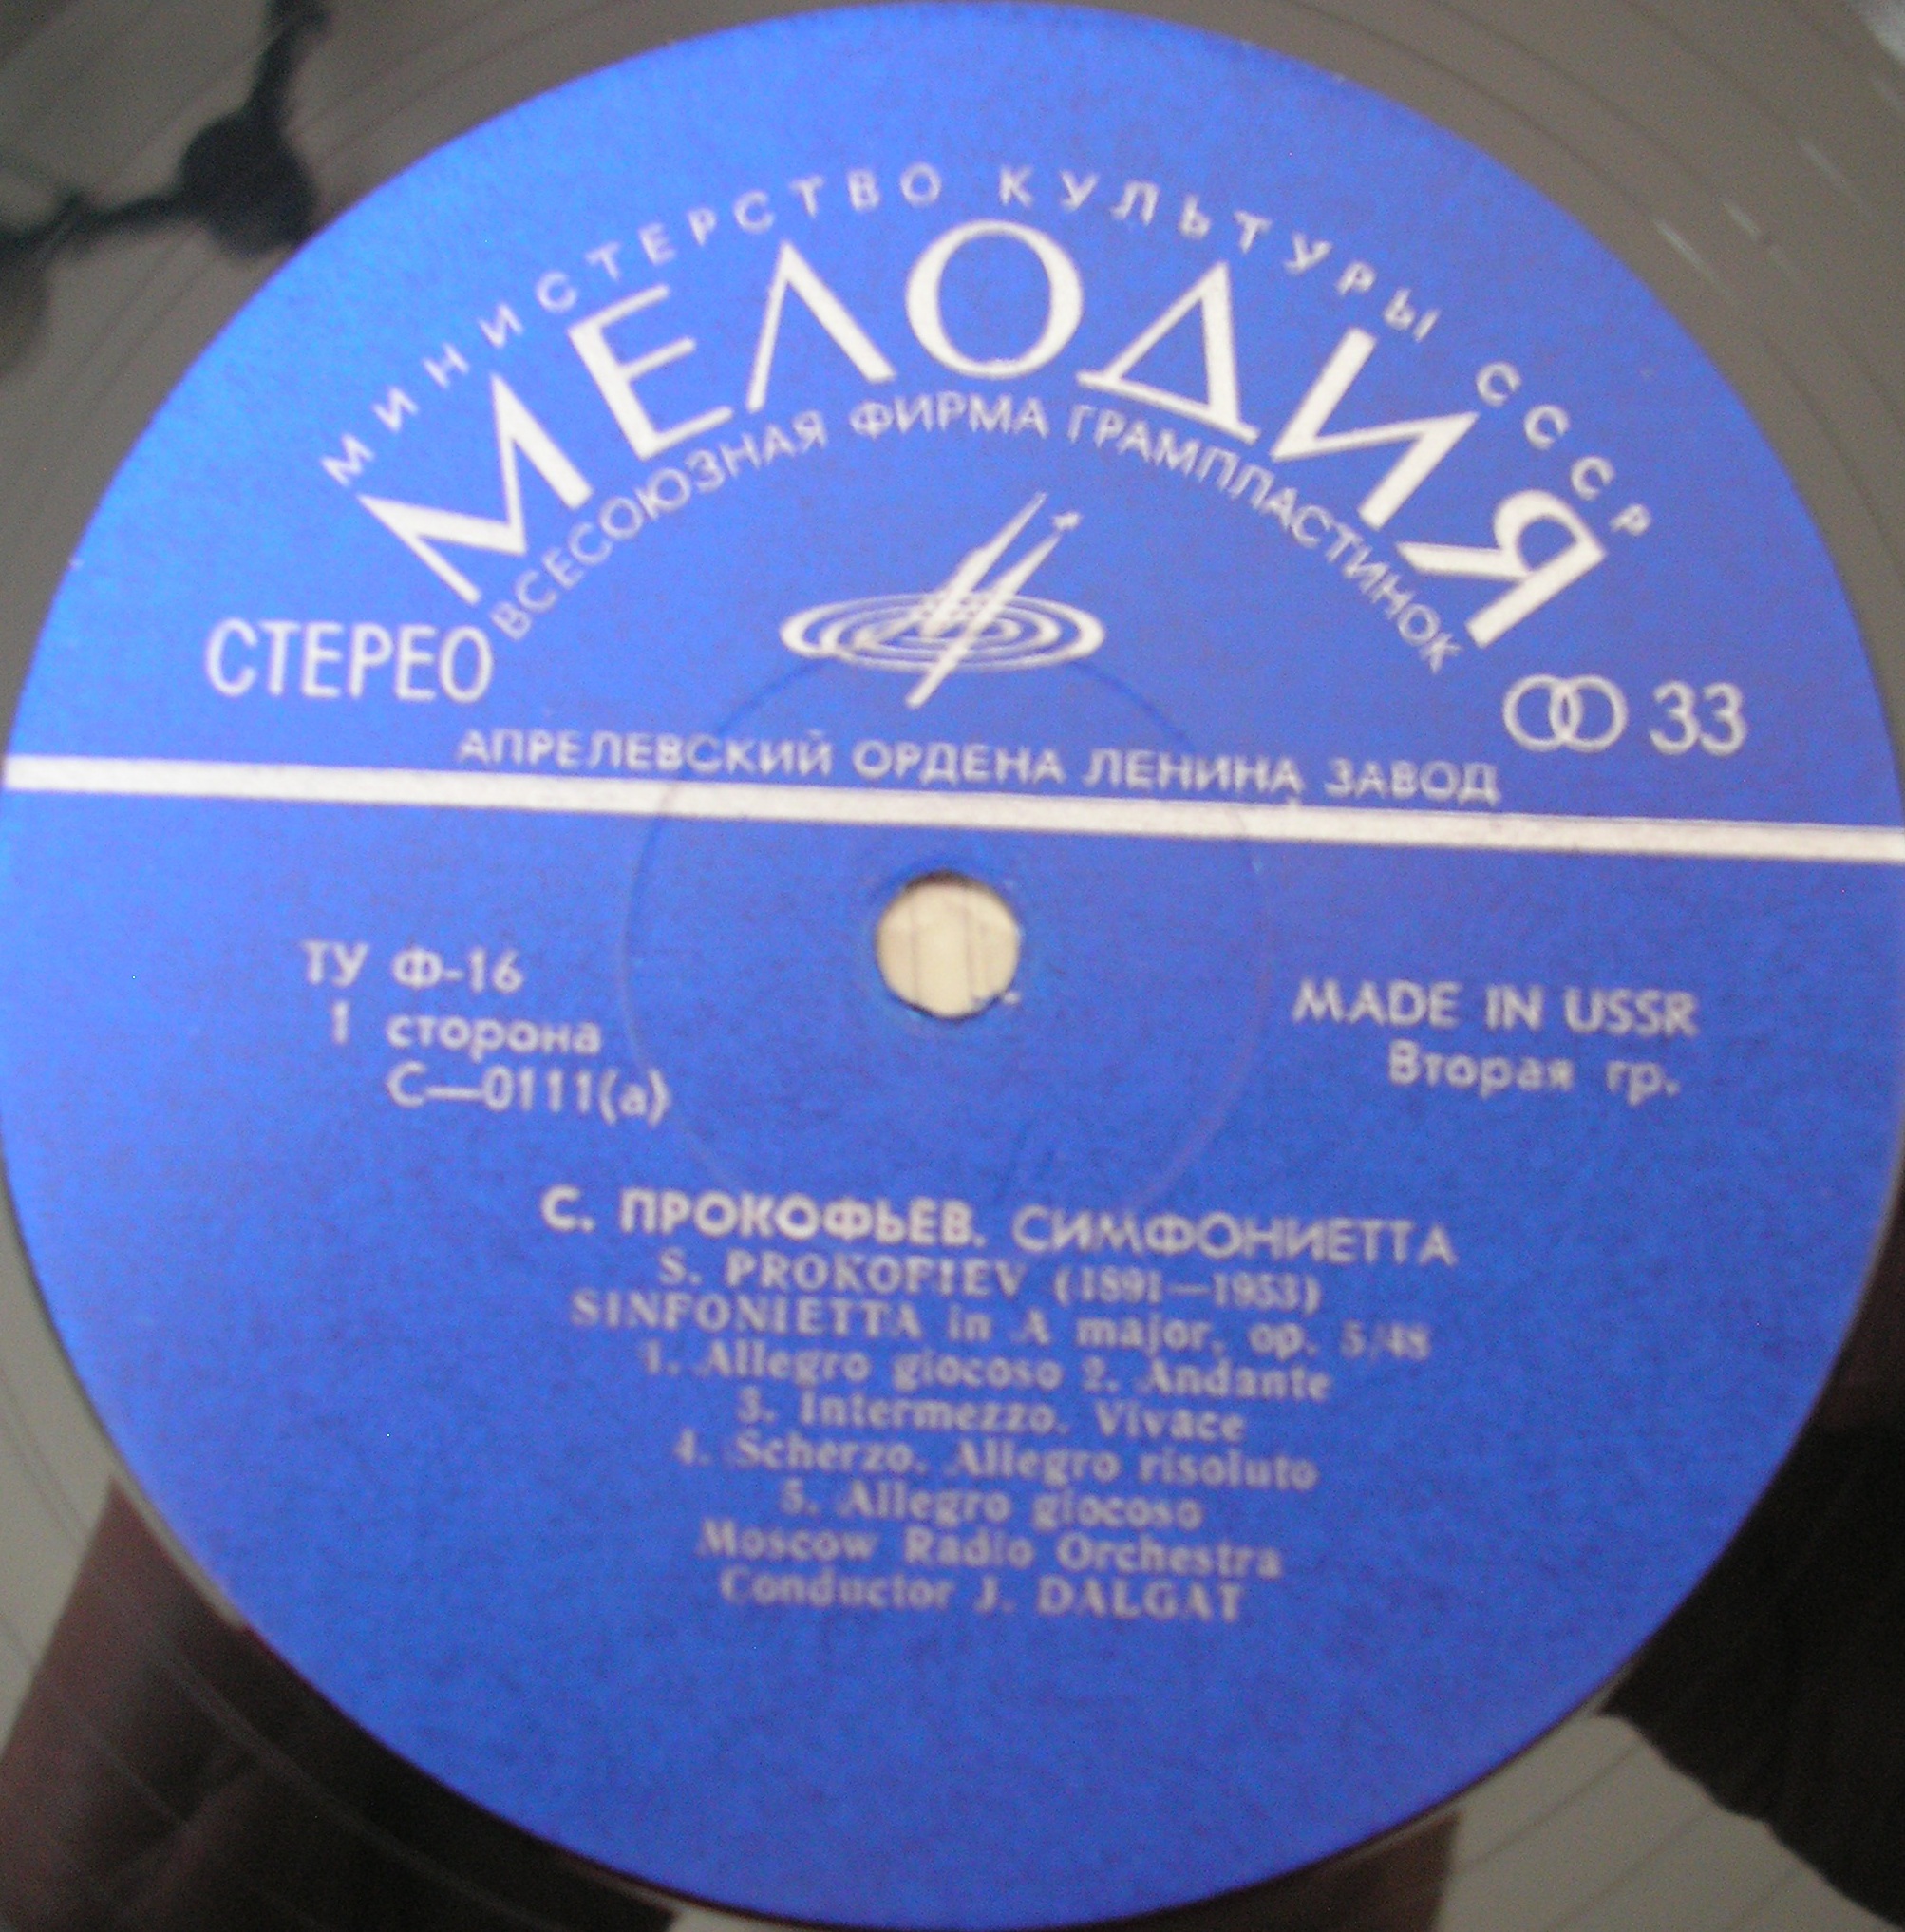 МИНИСТЕРСТВО КУЛЬТУРЫ СССР
МЕЛОДИЯ
ВСЕСОЮЗНАЯ ФИРМА ГРАМПЛАСТИНОК
СТЕРЕО
33
АПРЕЛЕВСКИЙ ОРДЕНА ЛЕНИНА ЗАВОД
ТУ Ф-16
1 сторона
С—0111(а)
MADE IN USSR
Вторая гр.
С. ПРОКОФЬЕВ. СИМФОНИЕТТА
S. PROKOFIEV (1891—1953)
SINFONIETTA in A major, op. 5/48
1. Allegro giocoso 2. Andante
3. Intermezzo. Vivace
4. Scherzo. Allegro risoluto
5. Allegro giocoso
Moscow Radio Orchestra
Conductor J. DALGAT